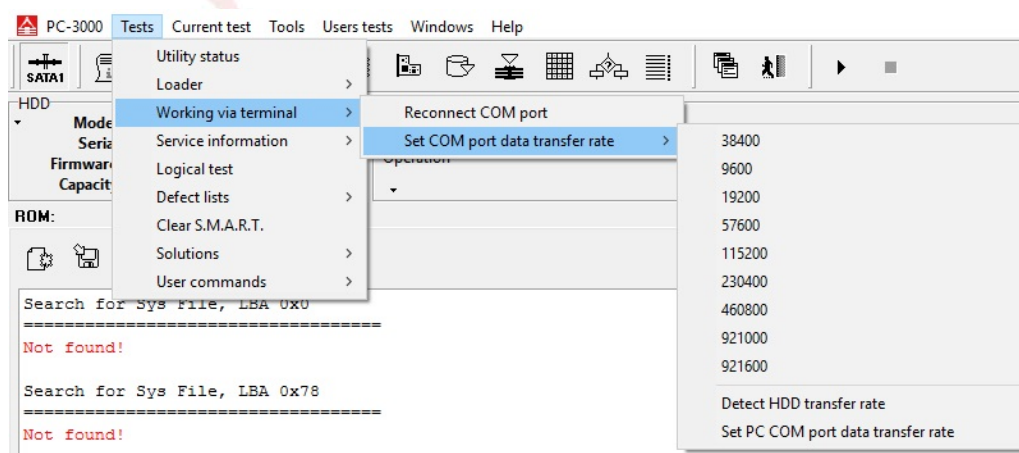 PC-3000 Tests Current test Tools Users tests Windows Help
SATA1
HDD
Utility status
Loader
Working via terminal
Service information
Logical test
Defect lists
Clear S.M.A.R.T.
Solutions
User commands
Reconnect COM port
Set COM port data transfer rate
Operation
38400
9600
19200
57600
115200
230400
460800
921000
921600
Detect HDD transfer rate
Set PC COM port data transfer rate
Mode
Seria
Firmwar
Capacit
ROM:
Search for Sys File, LBA 0x0
===================================
Not found!
Search for Sys File, LBA 0x78
===================================
Not found!